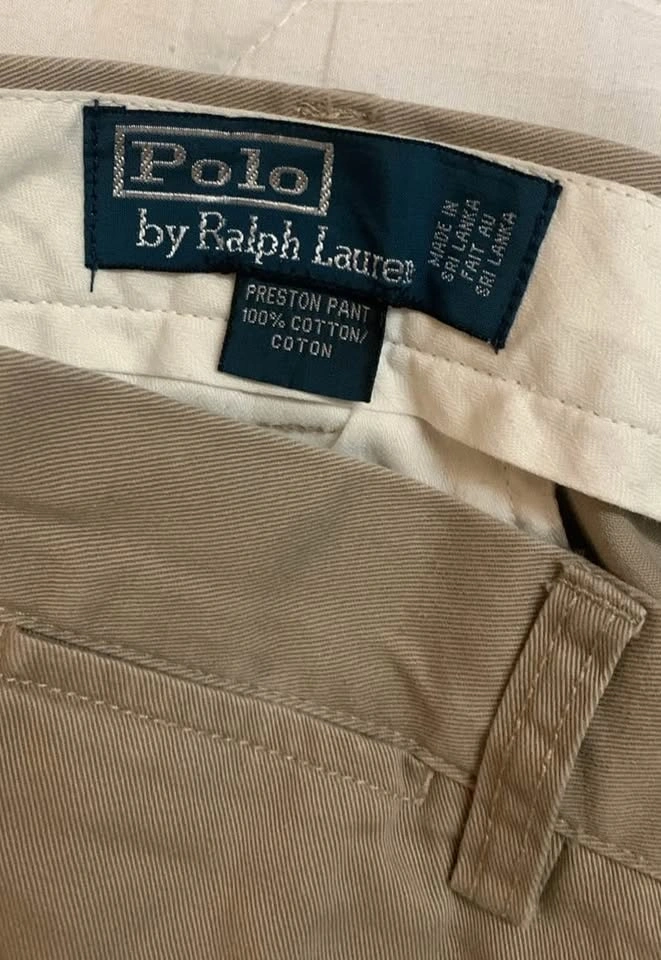 Polo
by Ralph Lauren
MADE IN
SRI LANKA
FAIT AU
SRI LANKA
PRESTON PANT
100% COTTON/
COTON